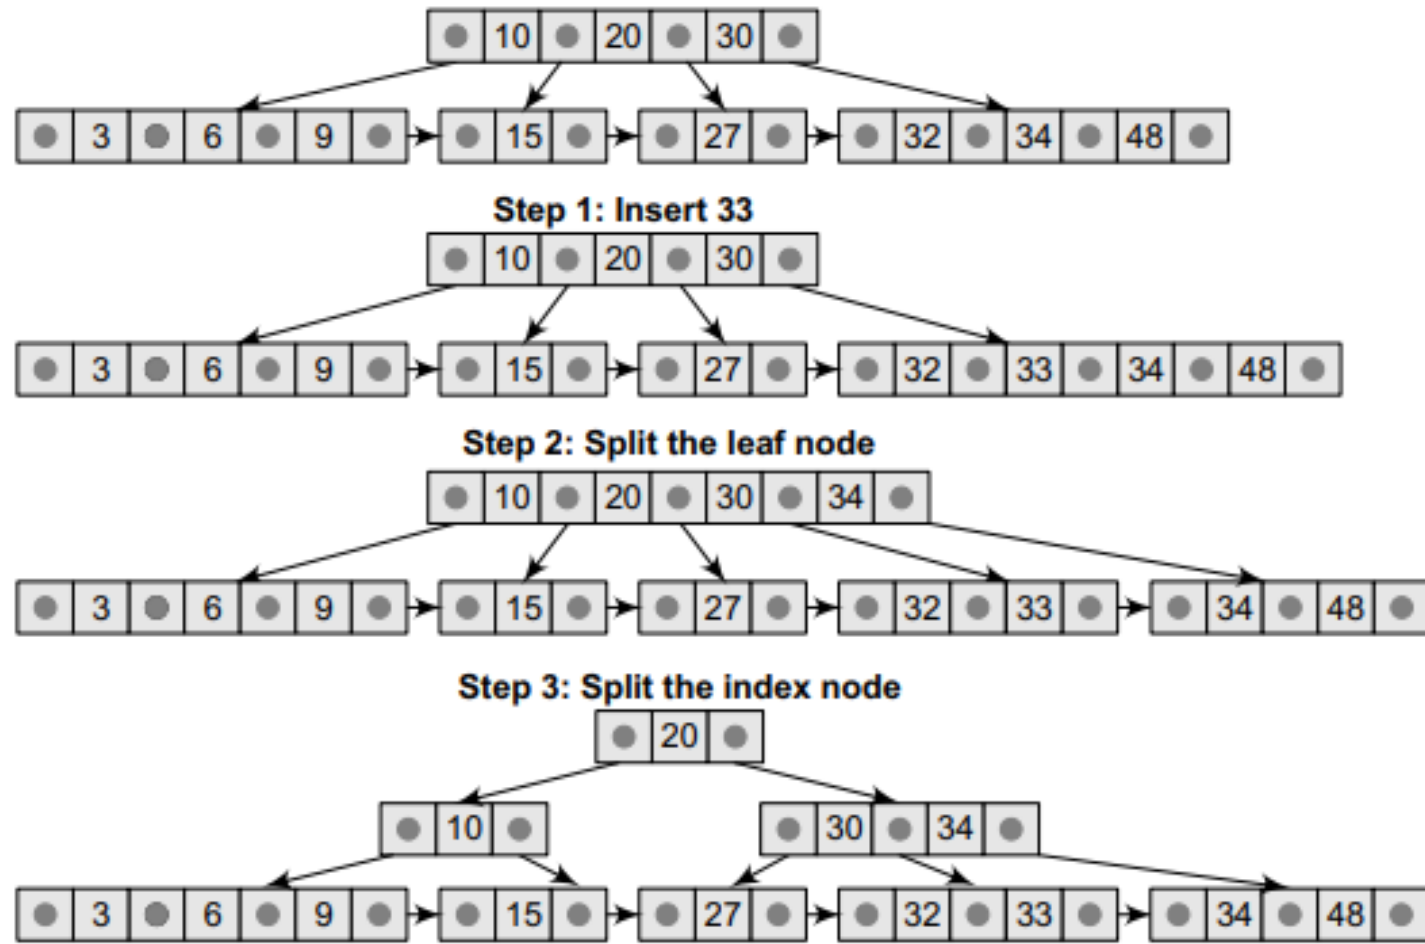 10 20 30
3 6 9 15 27 32 34 48
Step 1: Insert 33
10 20 30
3 6 9 15 27 32 33 34 48
Step 2: Split the leaf node
10 20 30 34
3 6 9 15 27 32 33 34 48
Step 3: Split the index node
20
10 30 34
3 6 9 15 27 32 33 34 48